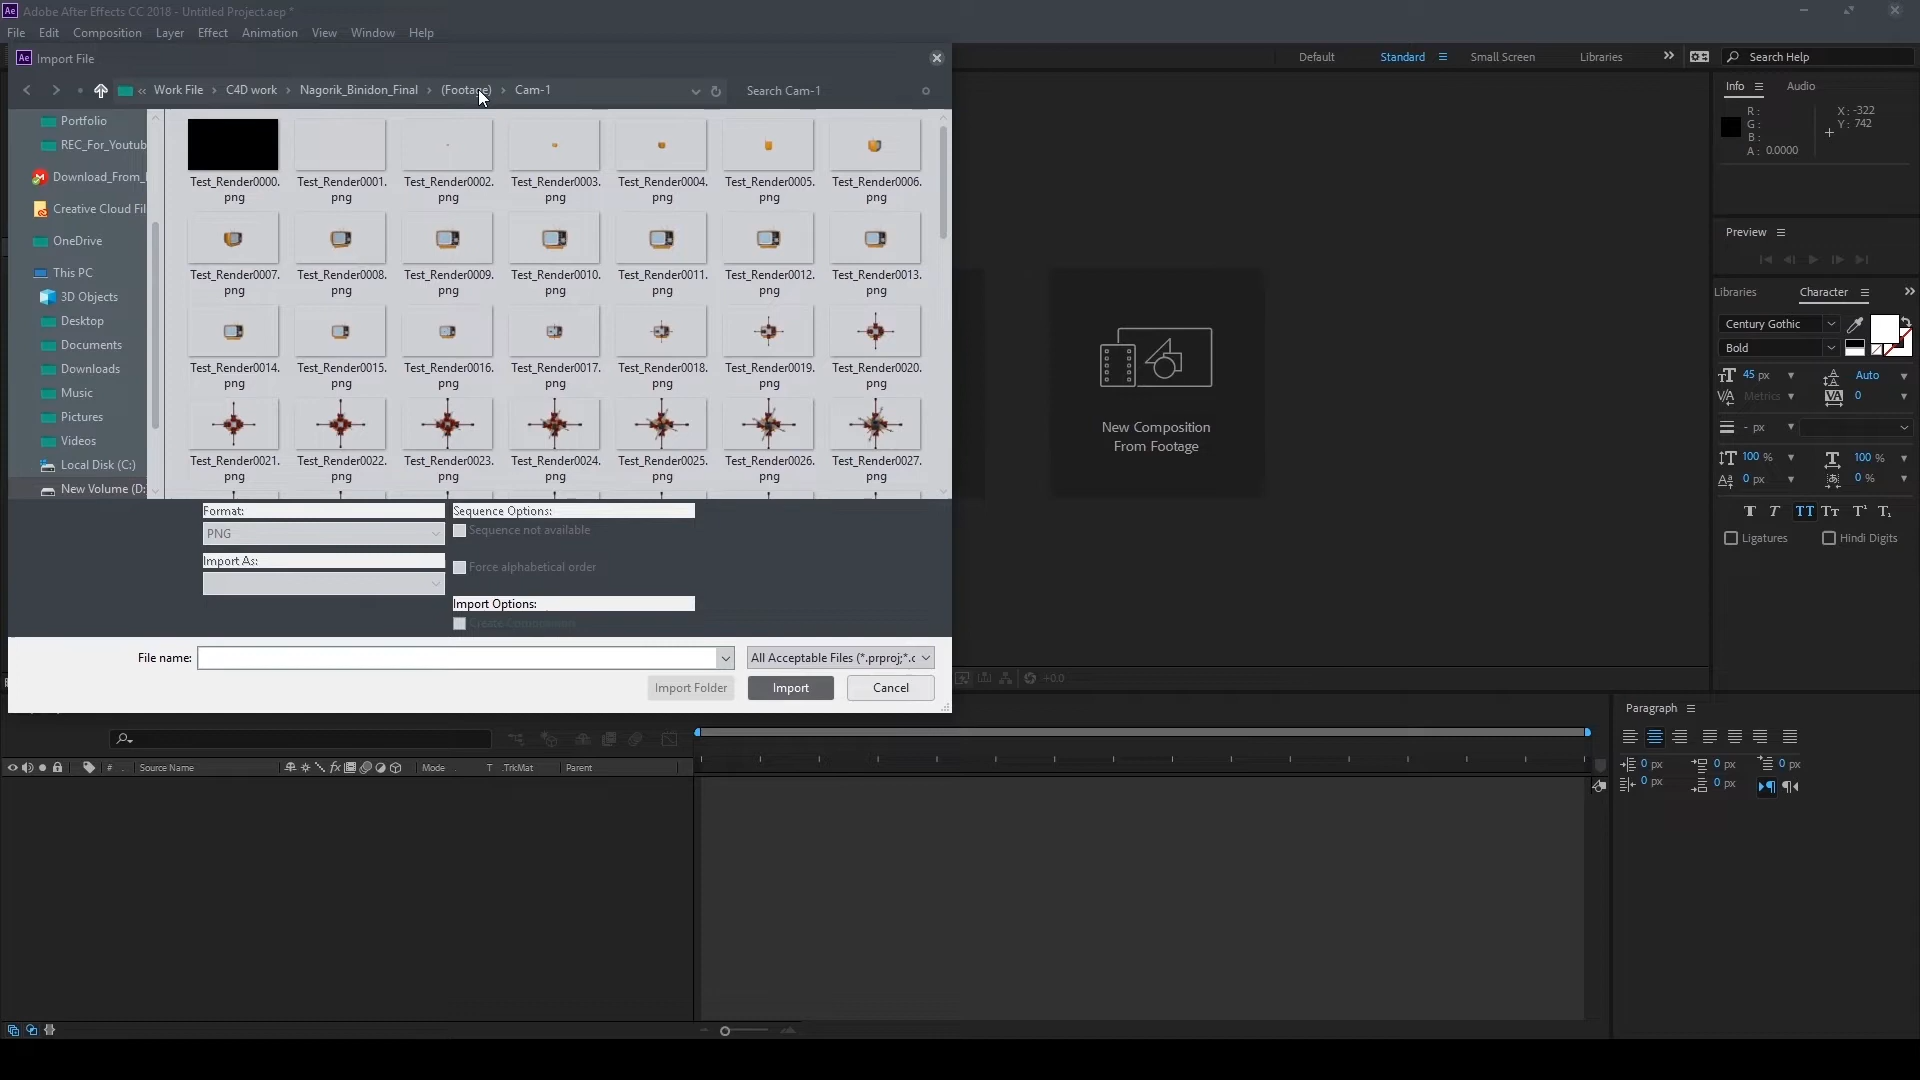 Adobe After Effects CC 2018 - Untitled Project.aep *
File Edit Composition Layer Effect Animation View Window Help
Import File
Default Standard Small Screen Libraries Search Help
« Work File > C4D work > Nagorik_Binidon_Final > (Footage) > Cam-1 Search Cam-1
Portfolio
REC_For_Youtub
Download_From_
Creative Cloud Fil
OneDrive
This PC
3D Objects
Desktop
Documents
Downloads
Music
Pictures
Videos
Local Disk (C:)
New Volume (D:
Test_Render0000. Test_Render0001. Test_Render0002. Test_Render0003. Test_Render0004. Test_Render0005. Test_Render0006.
png png png png png png png
Test_Render0007. Test_Render0008. Test_Render0009. Test_Render0010. Test_Render0011. Test_Render0012. Test_Render0013.
png png png png png png png
Test_Render0014. Test_Render0015. Test_Render0016. Test_Render0017. Test_Render0018. Test_Render0019. Test_Render0020.
png png png png png png png
Test_Render0021. Test_Render0022. Test_Render0023. Test_Render0024. Test_Render0025. Test_Render0026. Test_Render0027.
png png png png png png png
Format:
PNG
Import As:
Sequence Options:
Sequence not available
Force alphabetical order
Import Options:
Create Composition
File name: All Acceptable Files (*.prproj;*.c
Import Folder Import Cancel
New Composition
From Footage
+0.0
Info Audio
R :
G :
B :
A : 0.0000
X : -322
Y : 742
Preview
Libraries Character
Century Gothic
Bold
45 px Auto
Metrics 0
- px
100 % 100 %
0 px 0 %
Ligatures Hindi Digits
Paragraph
0 px 0 px 0 px
0 px 0 px
# Source Name Mode T .TrkMat Parent